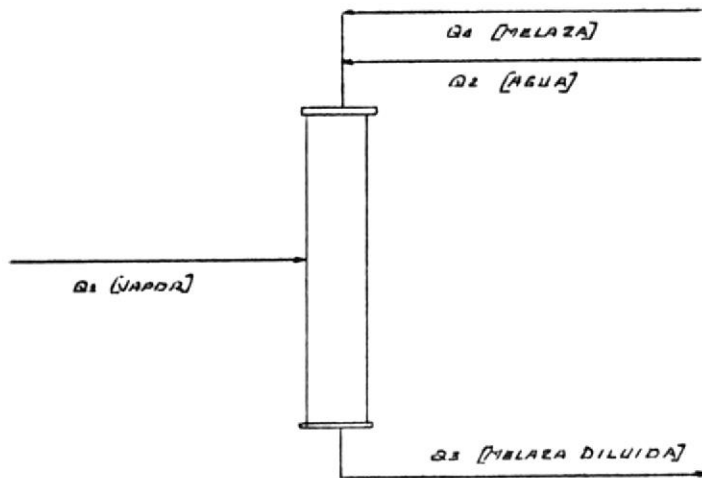 Q4 [MELAZA]
Q2 [AGUA]
Q1 [VAPOR]
Q3 [MELAZA DILUIDA]